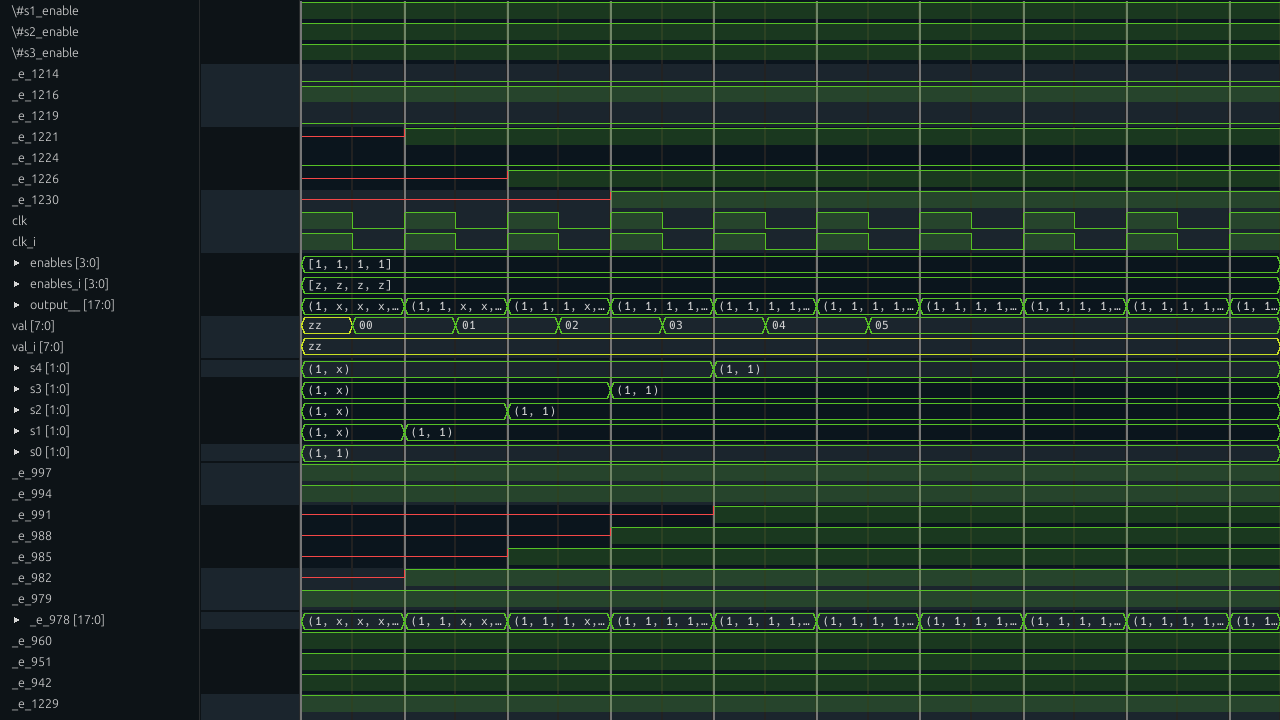 \#s1_enable
\#s2_enable
\#s3_enable
_e_1214
_e_1216
_e_1219
_e_1221
_e_1224
_e_1226
_e_1230
clk
clk_i
enables [3:0] [1, 1, 1, 1]
enables_i [3:0] [z, z, z, z]
output__ [17:0] (1, x, x, x,… (1, 1, x, x,… (1, 1, 1, x,… (1, 1, 1, 1,… (1, 1, 1, 1,… (1, 1, 1, 1,… (1, 1, 1, 1,… (1, 1, 1, 1,… (1, 1, 1, 1,… (1, 1…
val [7:0] zz 00 01 02 03 04 05
val_i [7:0] zz
s4 [1:0] (1, x) (1, 1)
s3 [1:0] (1, x) (1, 1)
s2 [1:0] (1, x) (1, 1)
s1 [1:0] (1, x) (1, 1)
s0 [1:0] (1, 1)
_e_997
_e_994
_e_991
_e_988
_e_985
_e_982
_e_979
_e_978 [17:0] (1, x, x, x,… (1, 1, x, x,… (1, 1, 1, x,… (1, 1, 1, 1,… (1, 1, 1, 1,… (1, 1, 1, 1,… (1, 1, 1, 1,… (1, 1, 1, 1,… (1, 1, 1, 1,… (1, 1…
_e_960
_e_951
_e_942
_e_1229